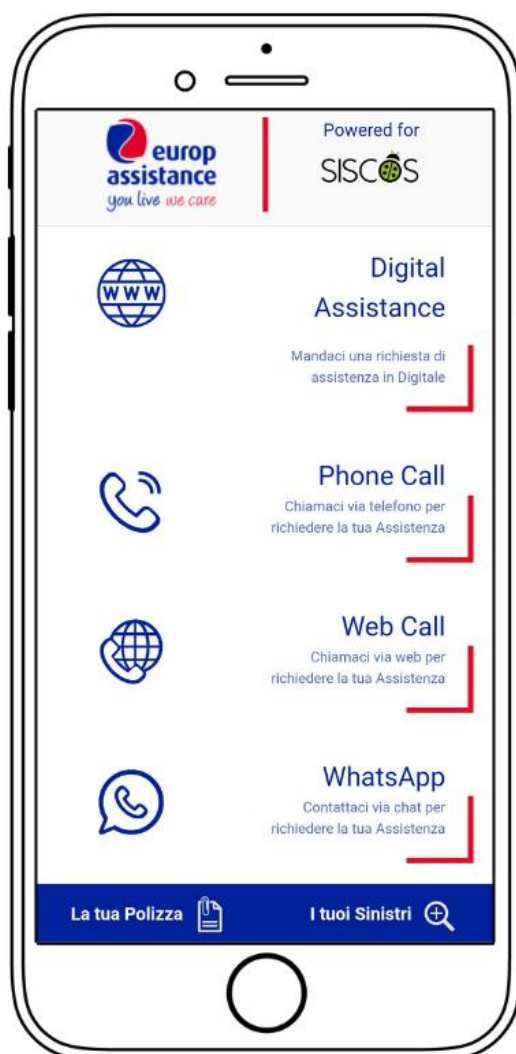 europ
assistance
you live we care
Powered for
SISCOS
WWW
Digital
Assistance
Mandaci una richiesta di
assistenza in Digitale
Phone Call
Chiamaci via telefono per
richiedere la tua Assistenza
Web Call
Chiamaci via web per
richiedere la tua Assistenza
WhatsApp
Contattaci via chat per
richiedere la tua Assistenza
La tua Polizza
I tuoi Sinistri